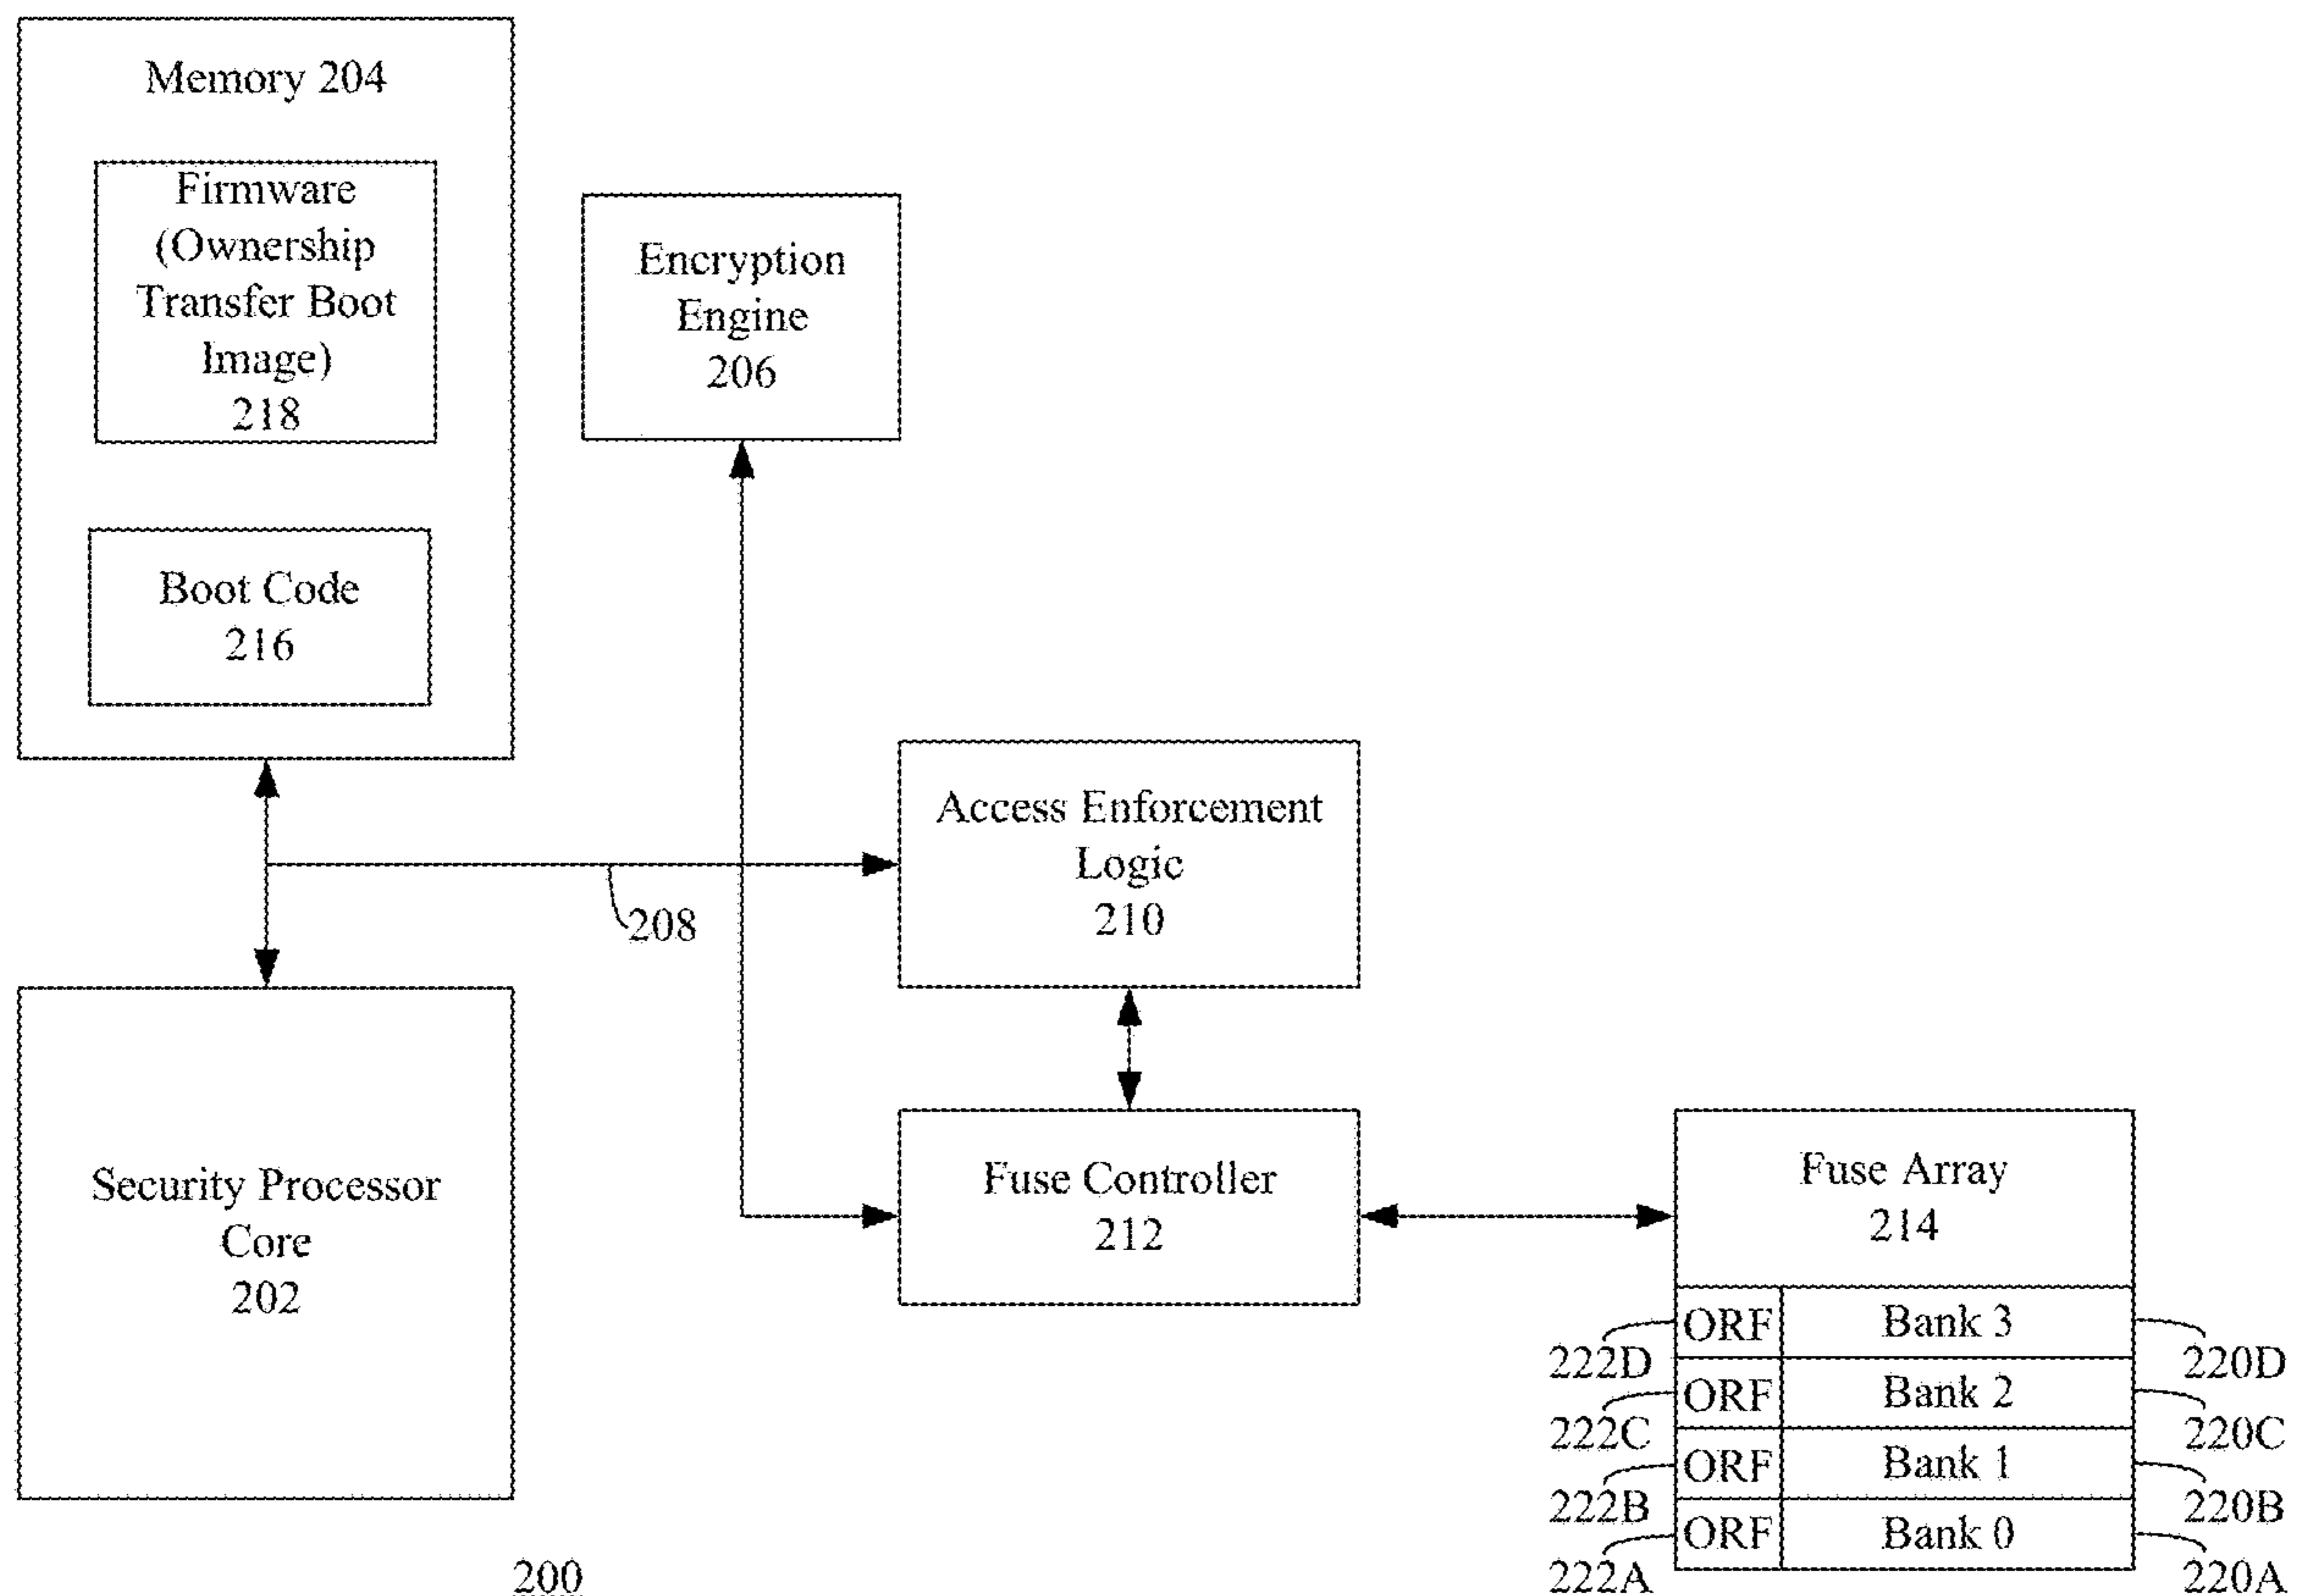 Memory 204
Firmware
(Ownership
Transfer Boot
Image)
218
Boot Code
216
Encryption
Engine
206
208
Access Enforcement
Logic
210
Security Processor
Core
202
Fuse Controller
212
Fuse Array
214
ORF Bank 3
222D 220D
ORF Bank 2
222C 220C
ORF Bank 1
222B 220B
ORF Bank 0
222A 220A
200